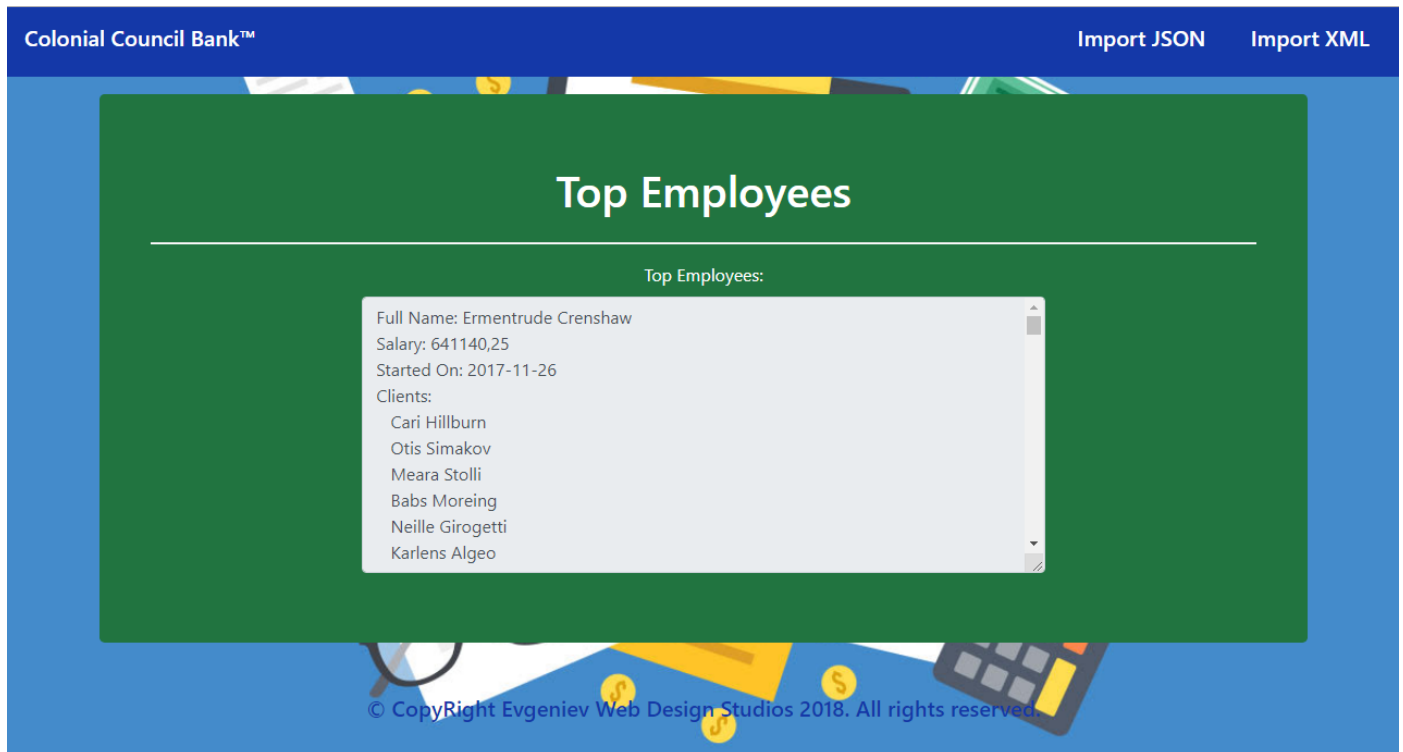 Colonial Council Bank™ Import JSON Import XML
Top Employees
Top Employees:
Full Name: Ermentrude Crenshaw
Salary: 641140,25
Started On: 2017-11-26
Clients:
Cari Hillburn
Otis Simakov
Meara Stolli
Babs Moreing
Neille Girogetti
Karlens Algeo
© CopyRight Evgeniev Web Design Studios 2018. All rights reserved.